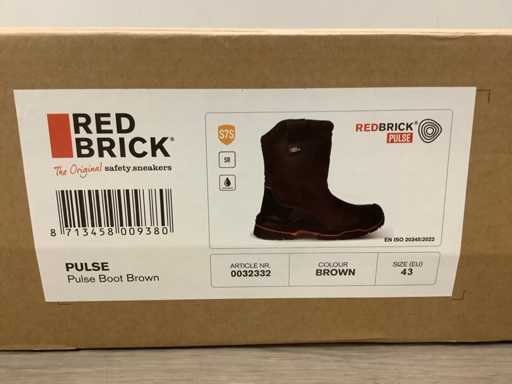 RED
BRICK®
The Original safety.sneakers
8 713458 009380
PULSE
Pulse Boot Brown
S7S
SR
REDBRICK®
PULSE
EN ISO 20345:2022
ARTICLE NR.
0032332
COLOUR
BROWN
SIZE (EU)
43